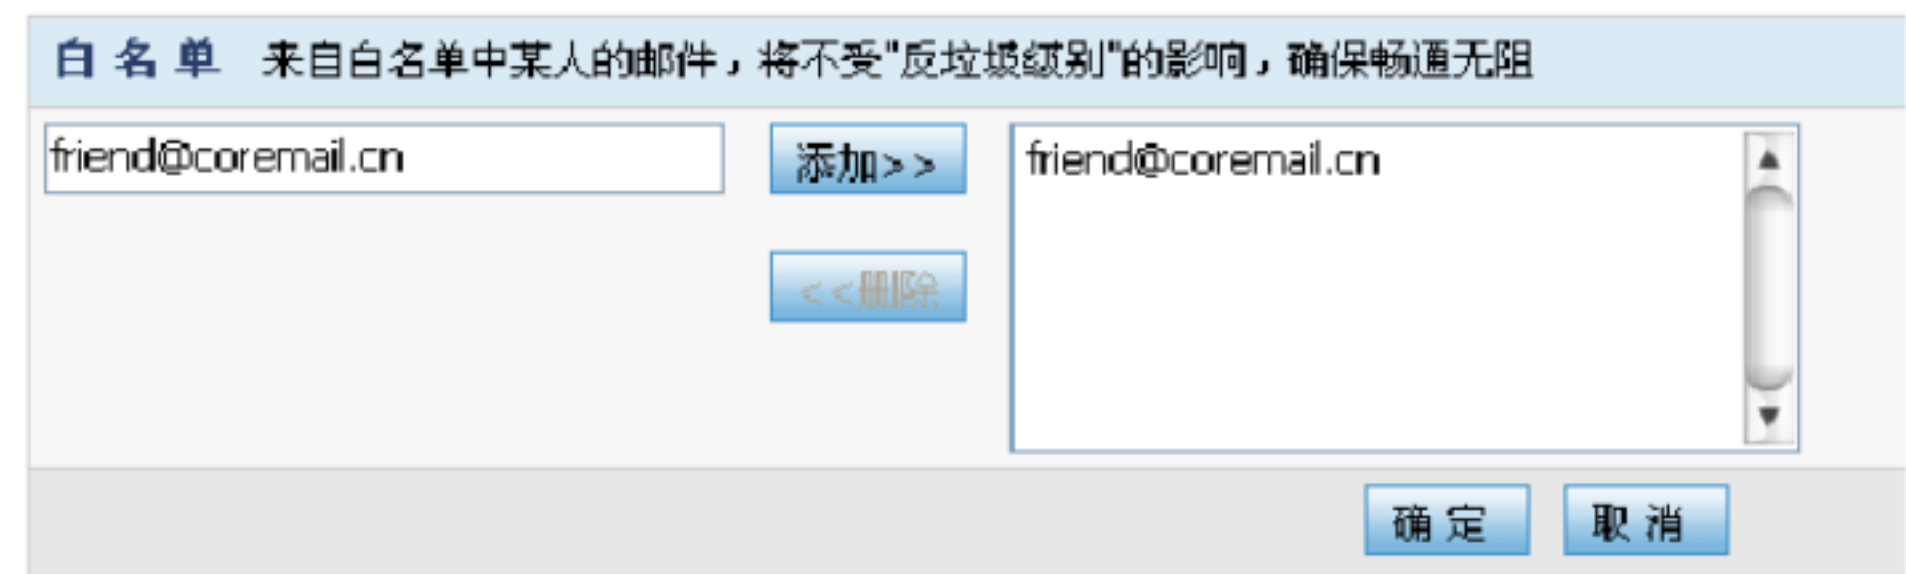 白名单 来自白名单中某人的邮件，将不受"反垃圾级别"的影响，确保畅通无阻
friend@coremail.cn 添加>> friend@coremail.cn
<<删除
确定 取消